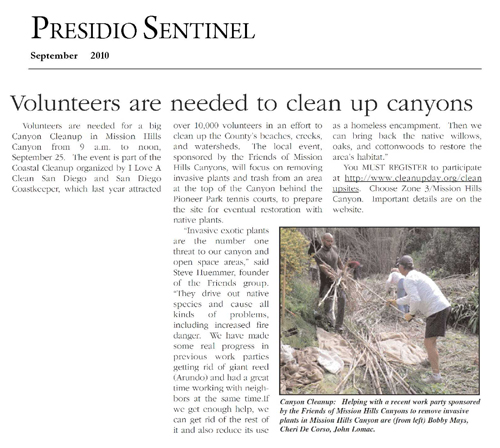 PRESIDIO SENTINEL
September 2010
Volunteers are needed to clean up canyons
Volunteers are needed for a big
Canyon Cleanup in Mission Hills
Canyon from 9 a.m. to noon,
September 25. The event is part of the
Coastal Cleanup organized by I Love A
Clean San Diego and San Diego
Coastkeeper, which last year attracted
over 10,000 volunteers in an effort to
clean up the County's beaches, creeks,
and watersheds. The local event,
sponsored by the Friends of Mission
Hills Canyons, will focus on removing
invasive plants and trash from an area
at the top of the Canyon behind the
Pioneer Park tennis courts, to prepare
the site for eventual restoration with
native plants.
"Invasive exotic plants
are the number one
threat to our canyon and
open space areas," said
Steve Huemmer, founder
of the Friends group.
"They drive out native
species and cause all
kinds of problems,
including increased fire
danger. We have made
some real progress in
previous work parties
getting rid of giant reed
(Arundo) and had a great
time working with neigh-
bors at the same time.If
we get enough help, we
can get rid of the rest of
it and also reduce its use
as a homeless encampment. Then we
can bring back the native willows,
oaks, and cottonwoods to restore the
area's habitat."
You MUST REGISTER to participate
at http://www.cleanupday.org/clean
upsites. Choose Zone 3/Mission Hills
Canyon. Important details are on the
website.
Canyon Cleanup: Helping with a recent work party sponsored
by the Friends of Mission Hills Canyons to remove invasive
plants in Mission Hills Canyon are (from left) Bobby Mays,
Cheri De Corso, John Lomac.